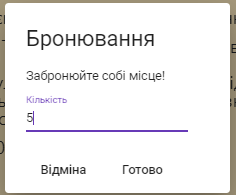 Бронювання
Забронюйте собі місце!
Кількість
5
Відміна Готово